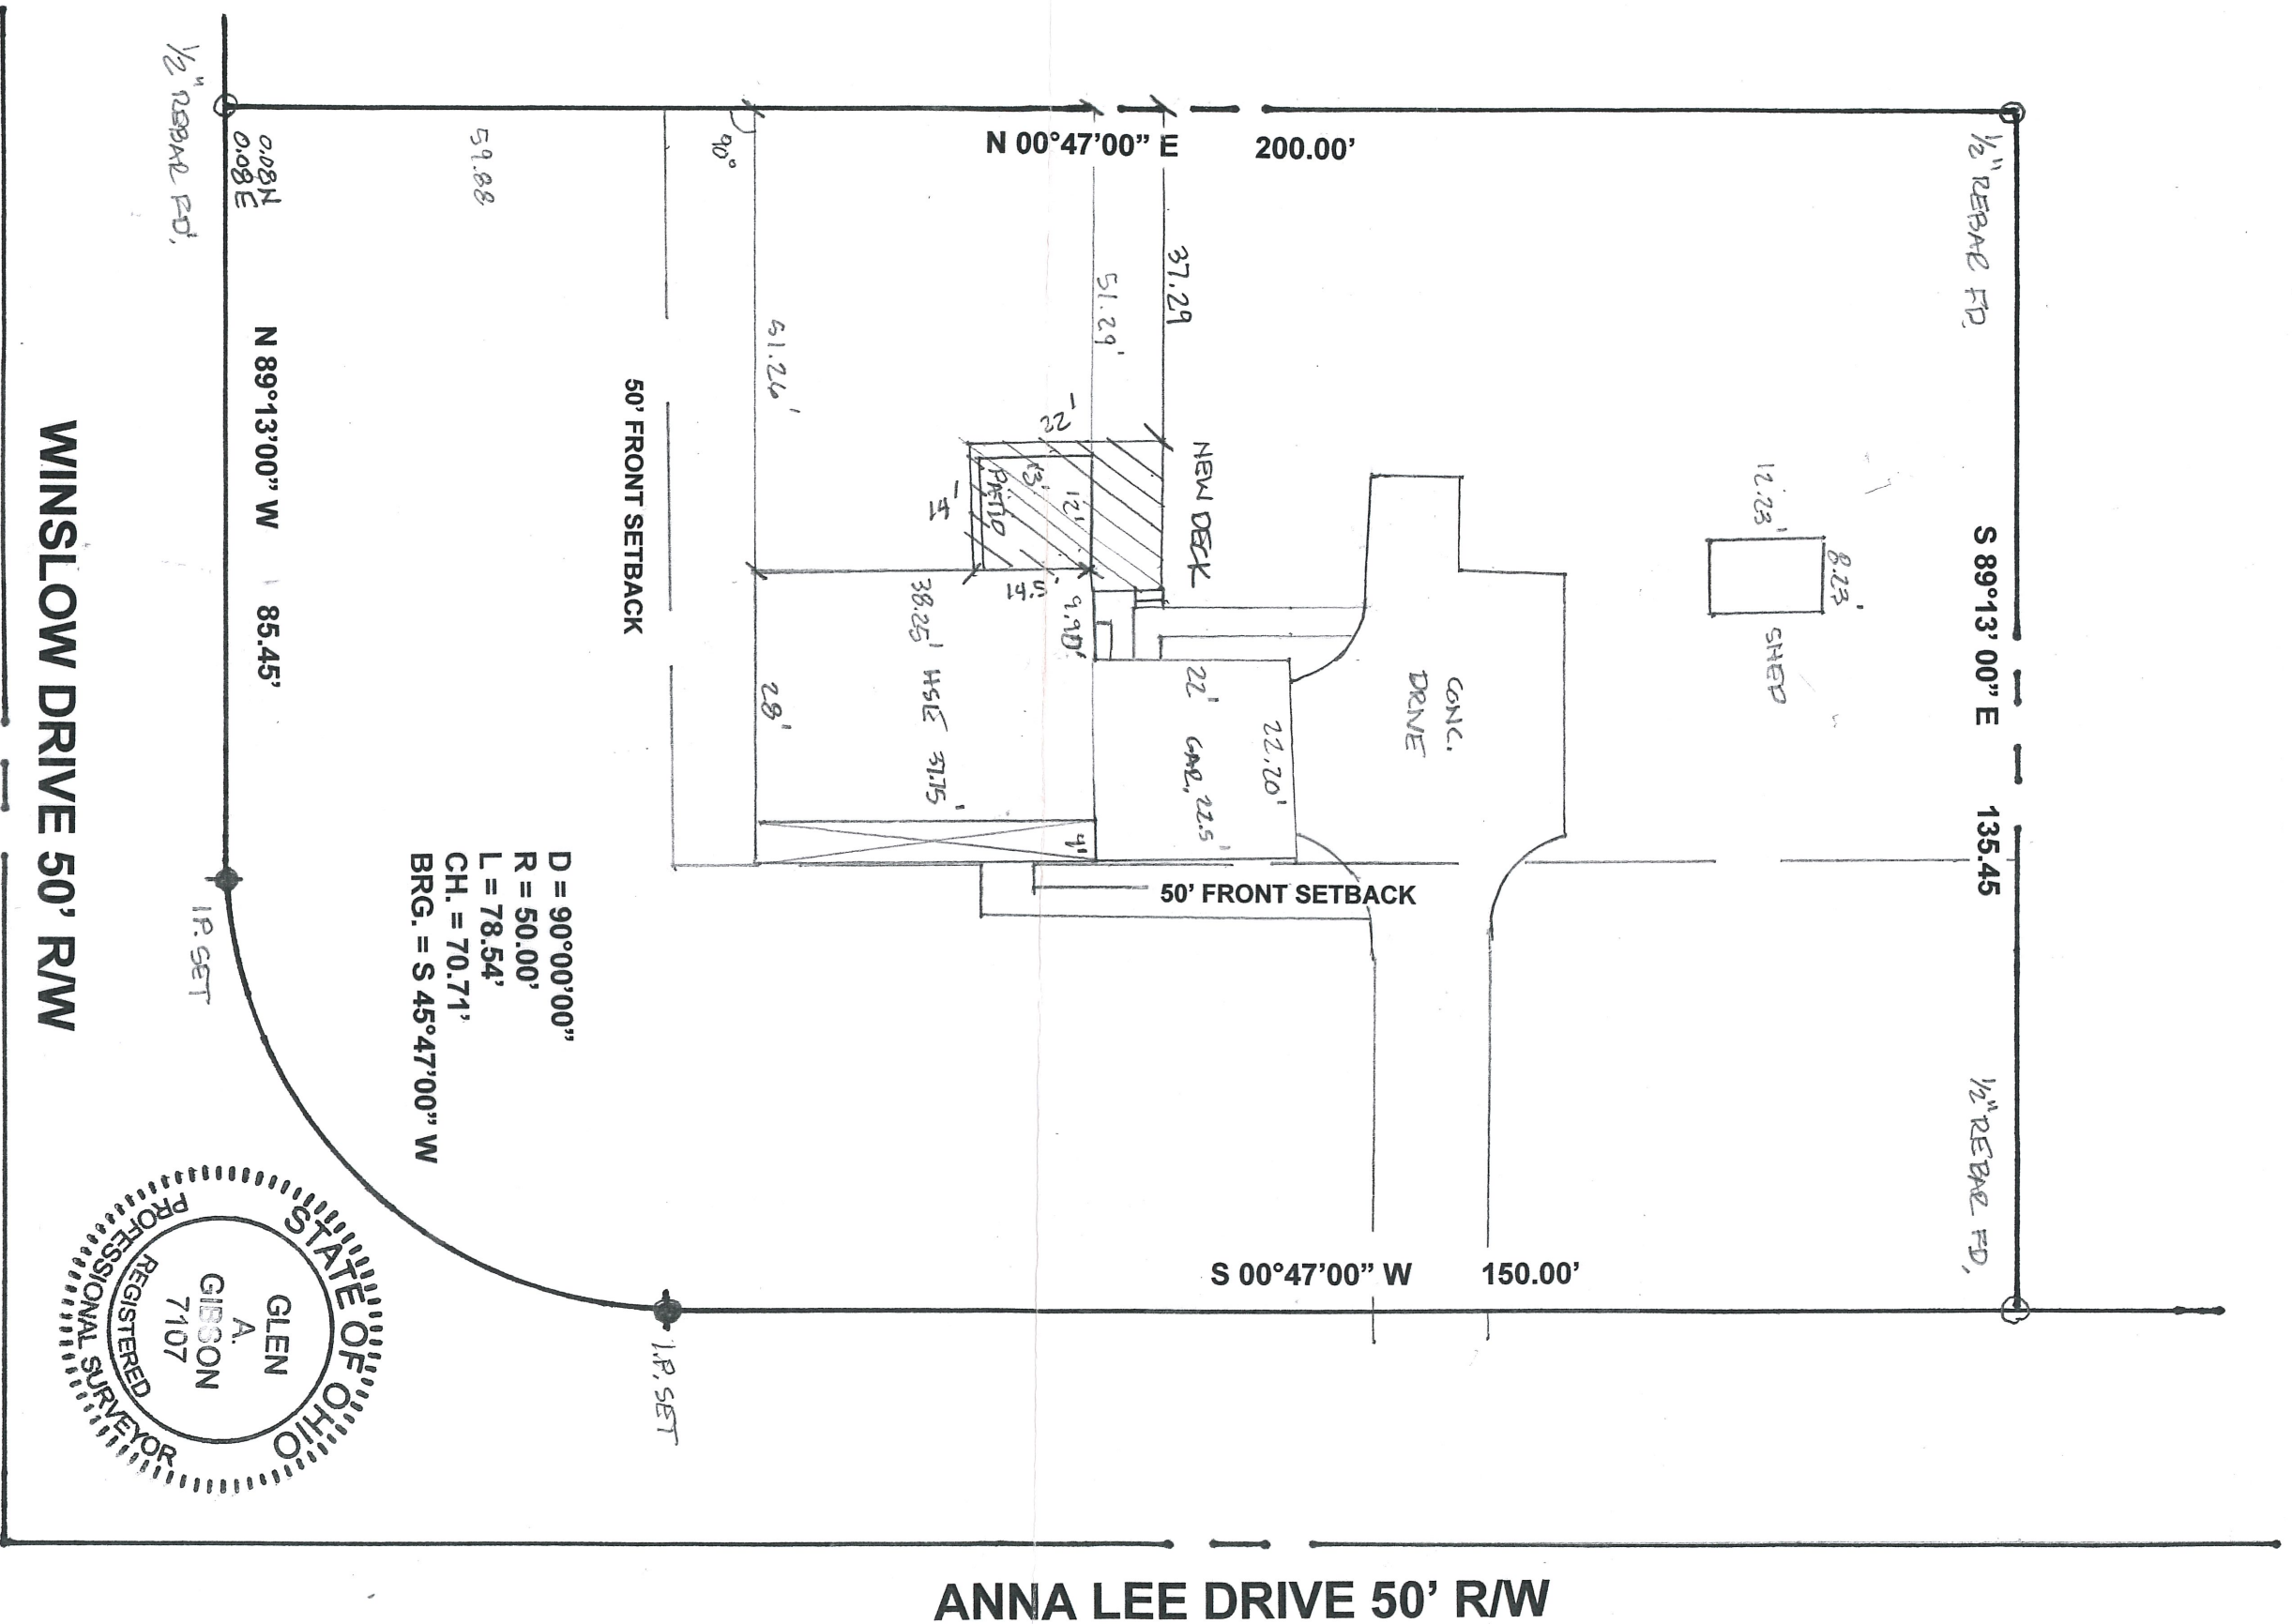 ½" REBAR FD.
0.08N
0.08E
59.88
90°
N 00°47'00” E 200.00’
½" REBAR FD.
37.29
51.29'
51.26'
N 89°13’00” W 85.45’
50’ FRONT SETBACK
WINSLOW DRIVE 50’ R/W
22'
14'
13'
12'
PATIO
14.5'
NEW DECK
12.23'
8.23'
SHED
S 89°13’ 00” E 135.45
38.25' HSE 37.75'
9.90'
28'
4'
22' GAR. 22.5'
22.20'
CONC.
DRIVE
50’ FRONT SETBACK
D = 90°00’00”
R = 50.00’
L = 78.54’
CH. = 70.71’
BRG. = S 45°47’00” W
I.P. SET
½" REBAR FD.
S 00°47’00” W 150.00’
I.P. SET
STATE OF OHIO
GLEN
A.
GIBSON
7107
REGISTERED
PROFESSIONAL SURVEYOR
ANNA LEE DRIVE 50’ R/W